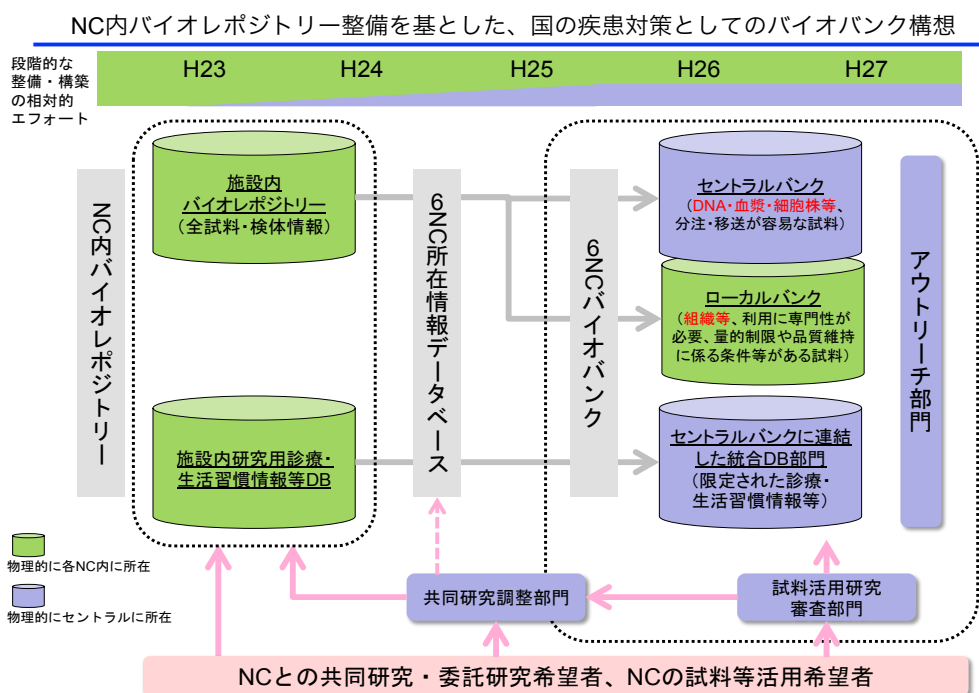 NC内バイオレポジトリー整備を基とした、国の疾患対策としてのバイオバンク構想
段階的な
整備・構築
の相対的
エフォート
H23
H24
H25
H26
H27
NC内バイオレポジトリー
施設内
バイオレポジトリー
(全試料・検体情報)
施設内研究用診療・
生活習慣情報等DB
6NC所在情報データベース
6NCバイオバンク
セントラルバンク
(DNA・血漿・細胞株等、
分注・移送が容易な試料)
ローカルバンク
(組織等、利用に専門性が
必要、量的制限や品質維持
に係る条件等がある試料)
セントラルバンクに連結
した統合DB部門
(限定された診療・
生活習慣情報等)
アウトリーチ部門
物理的に各NC内に所在
物理的にセントラルに所在
共同研究調整部門
試料活用研究
審査部門
NCとの共同研究・委託研究希望者、NCの試料等活用希望者